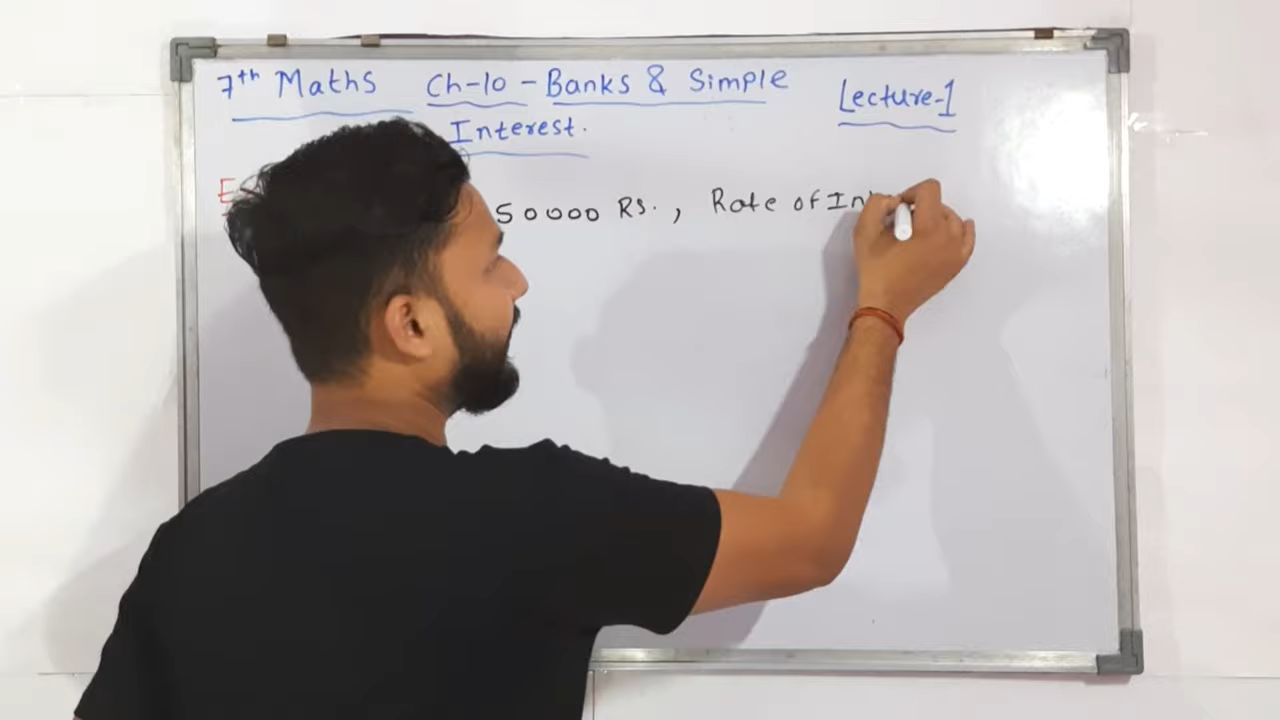 7th Maths Ch-10 - Banks & Simple Lecture-1
Interest.
50000 Rs. , Rate of In